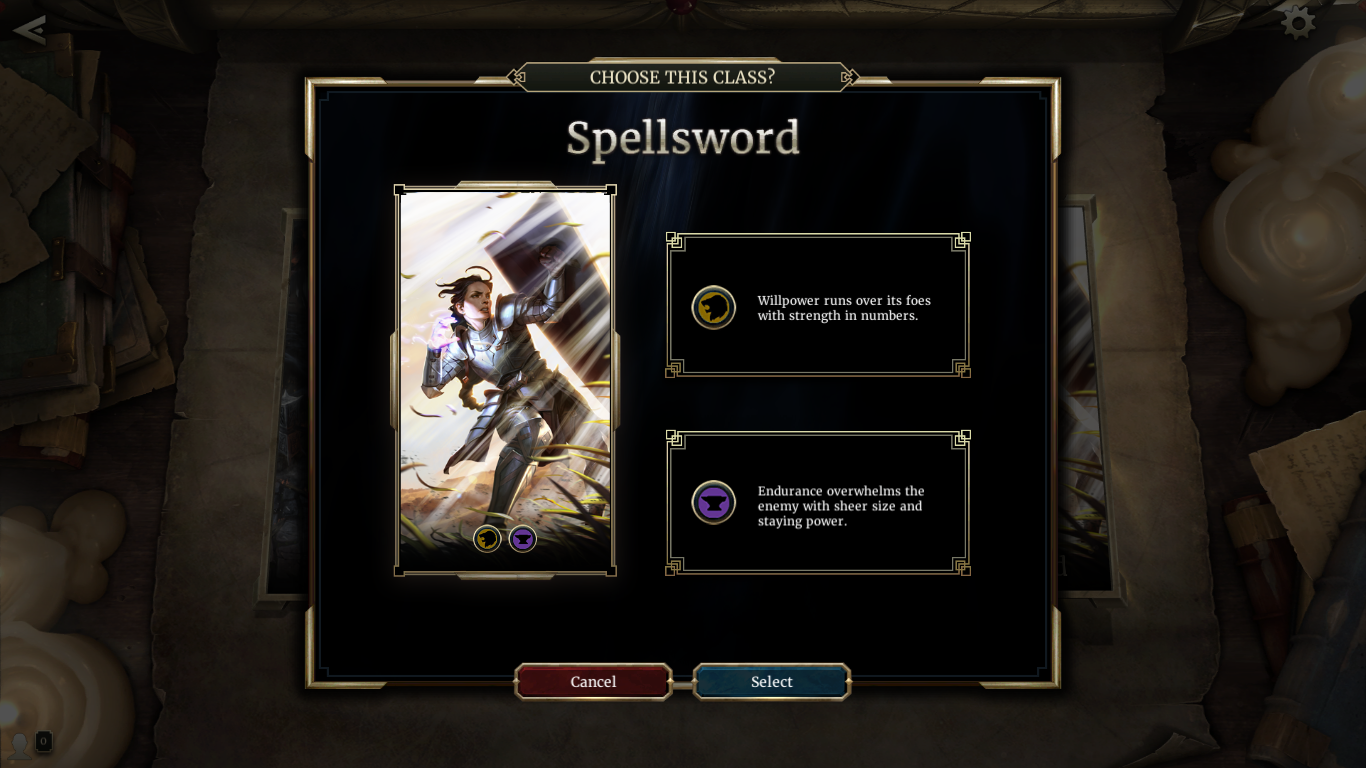 CHOOSE THIS CLASS?
Spellsword
Willpower runs over its foes
with strength in numbers.
Endurance overwhelms the
enemy with sheer size and
staying power.
Cancel
Select
0